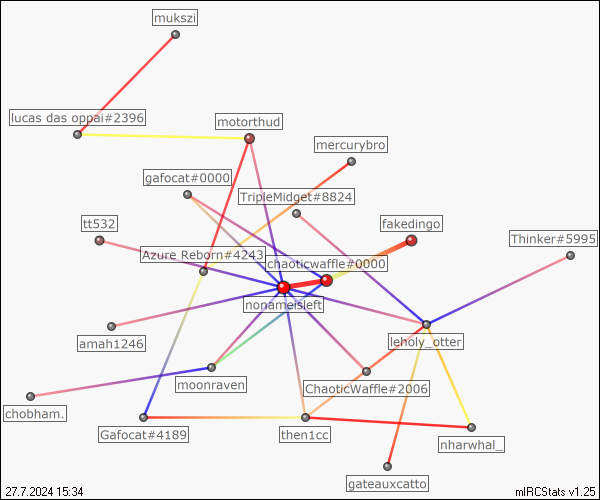 mukszi
lucas das oppai#2396
motorthud
mercurybro
gafocat#0000
TripleMidget#8824
tt532
fakedingo
Thinker#5995
Azure Reborn#4243
chaoticwaffle#0000
nonamesleft
amah1246
leholy_otter
moonraven
ChaoticWaffle#2006
chobham.
Gafocat#4189
then1cc
nharwhal_
gateauxcatto
27.7.2024 15:34
mIRCStats v1.25